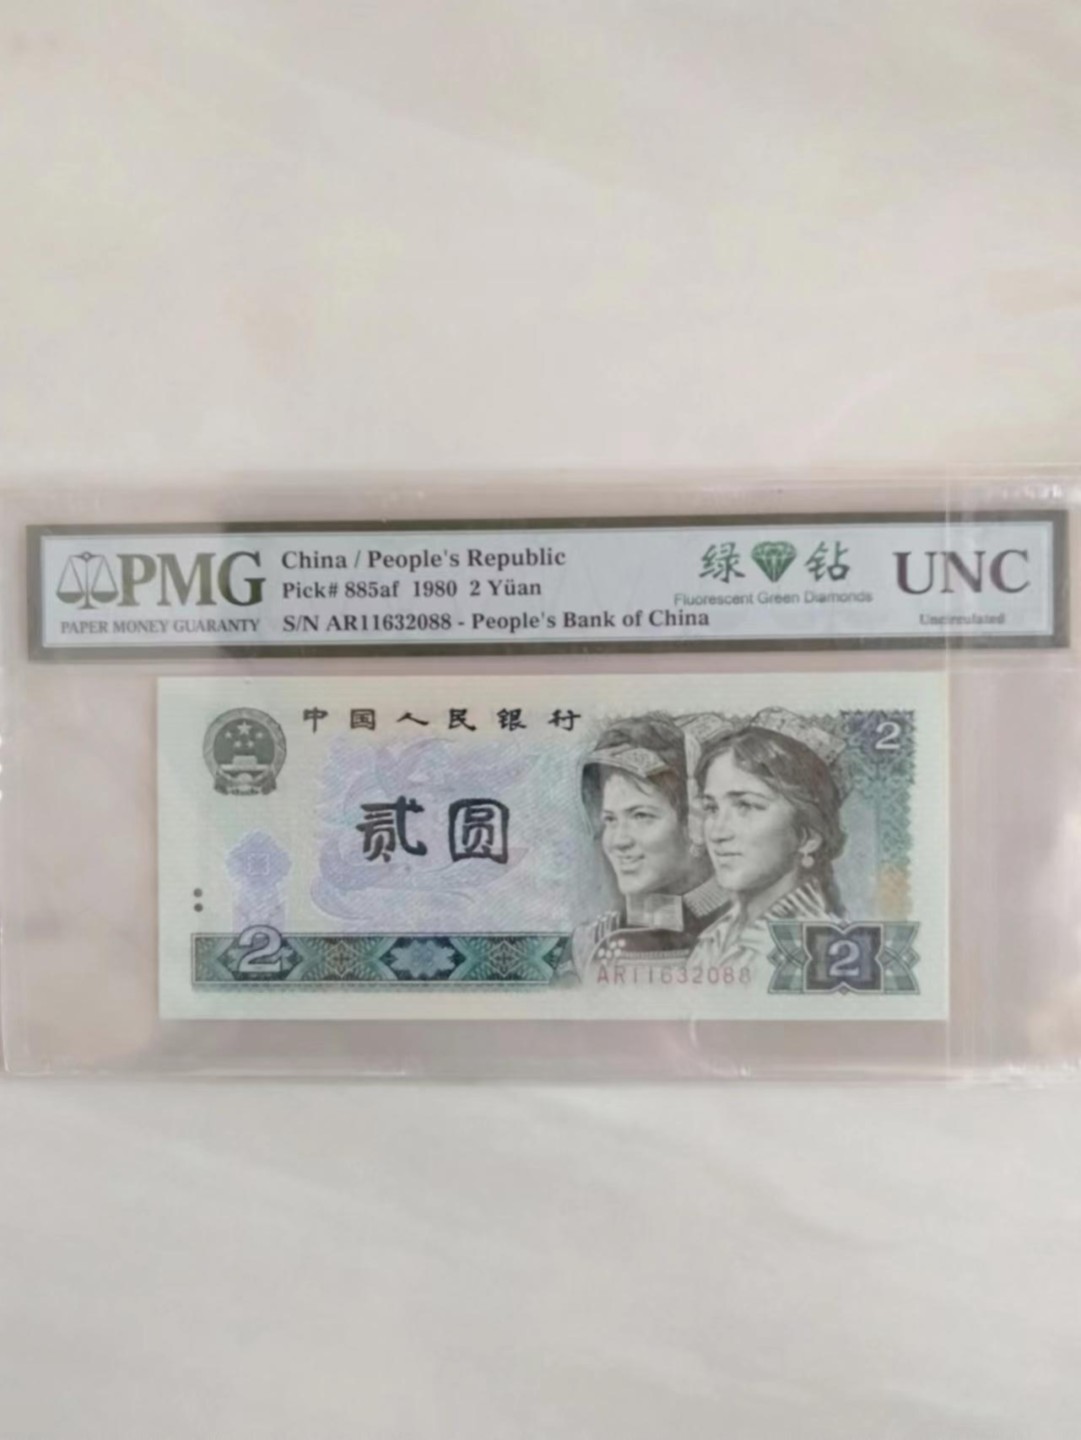 PMG
PAPER MONEY GUARANTY
China / People's Republic
Pick# 885af 1980 2 Yüan
S/N AR11632088 - People's Bank of China
绿钻
Fluorescent Green Diamonds
UNC
Uncirculated
中国人民银行
2
贰圆
2
AR11632088
2